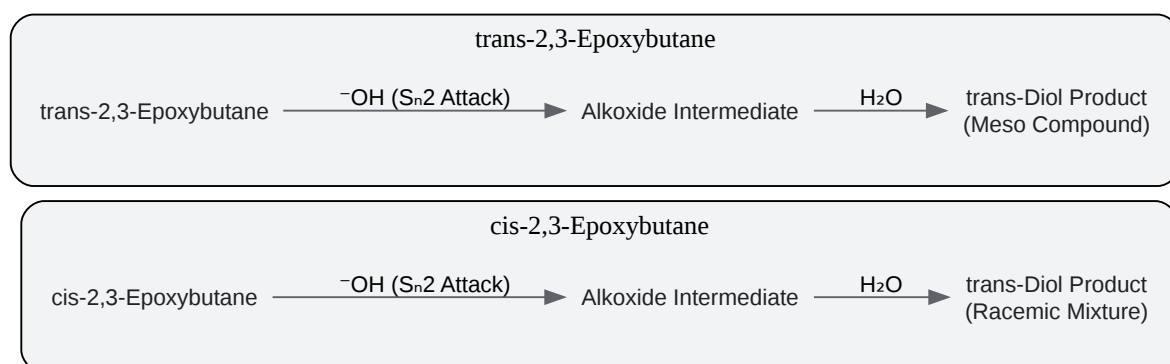 trans-2,3-Epoxybutane
trans-2,3-Epoxybutane
⁻OH (Sₙ2 Attack)
Alkoxide Intermediate
H₂O
trans-Diol Product
(Meso Compound)
cis-2,3-Epoxybutane
cis-2,3-Epoxybutane
⁻OH (Sₙ2 Attack)
Alkoxide Intermediate
H₂O
trans-Diol Product
(Racemic Mixture)